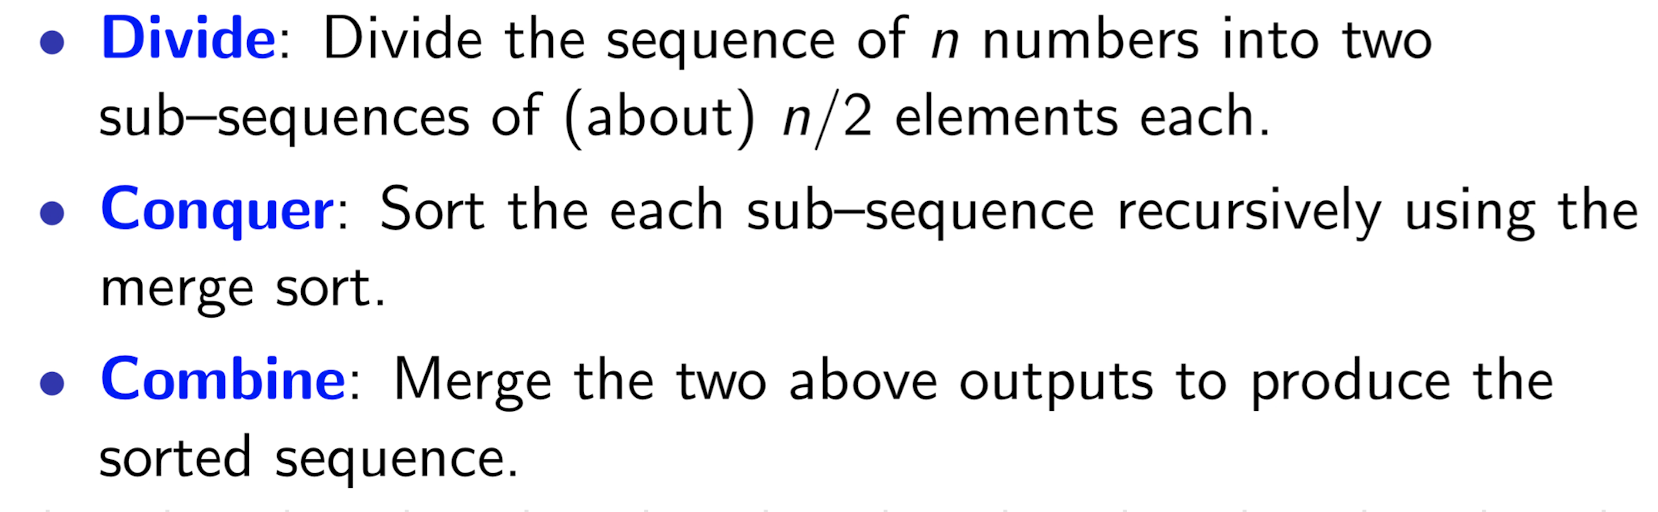 • Divide: Divide the sequence of n numbers into two
sub–sequences of (about) n/2 elements each.
• Conquer: Sort the each sub–sequence recursively using the
merge sort.
• Combine: Merge the two above outputs to produce the
sorted sequence.